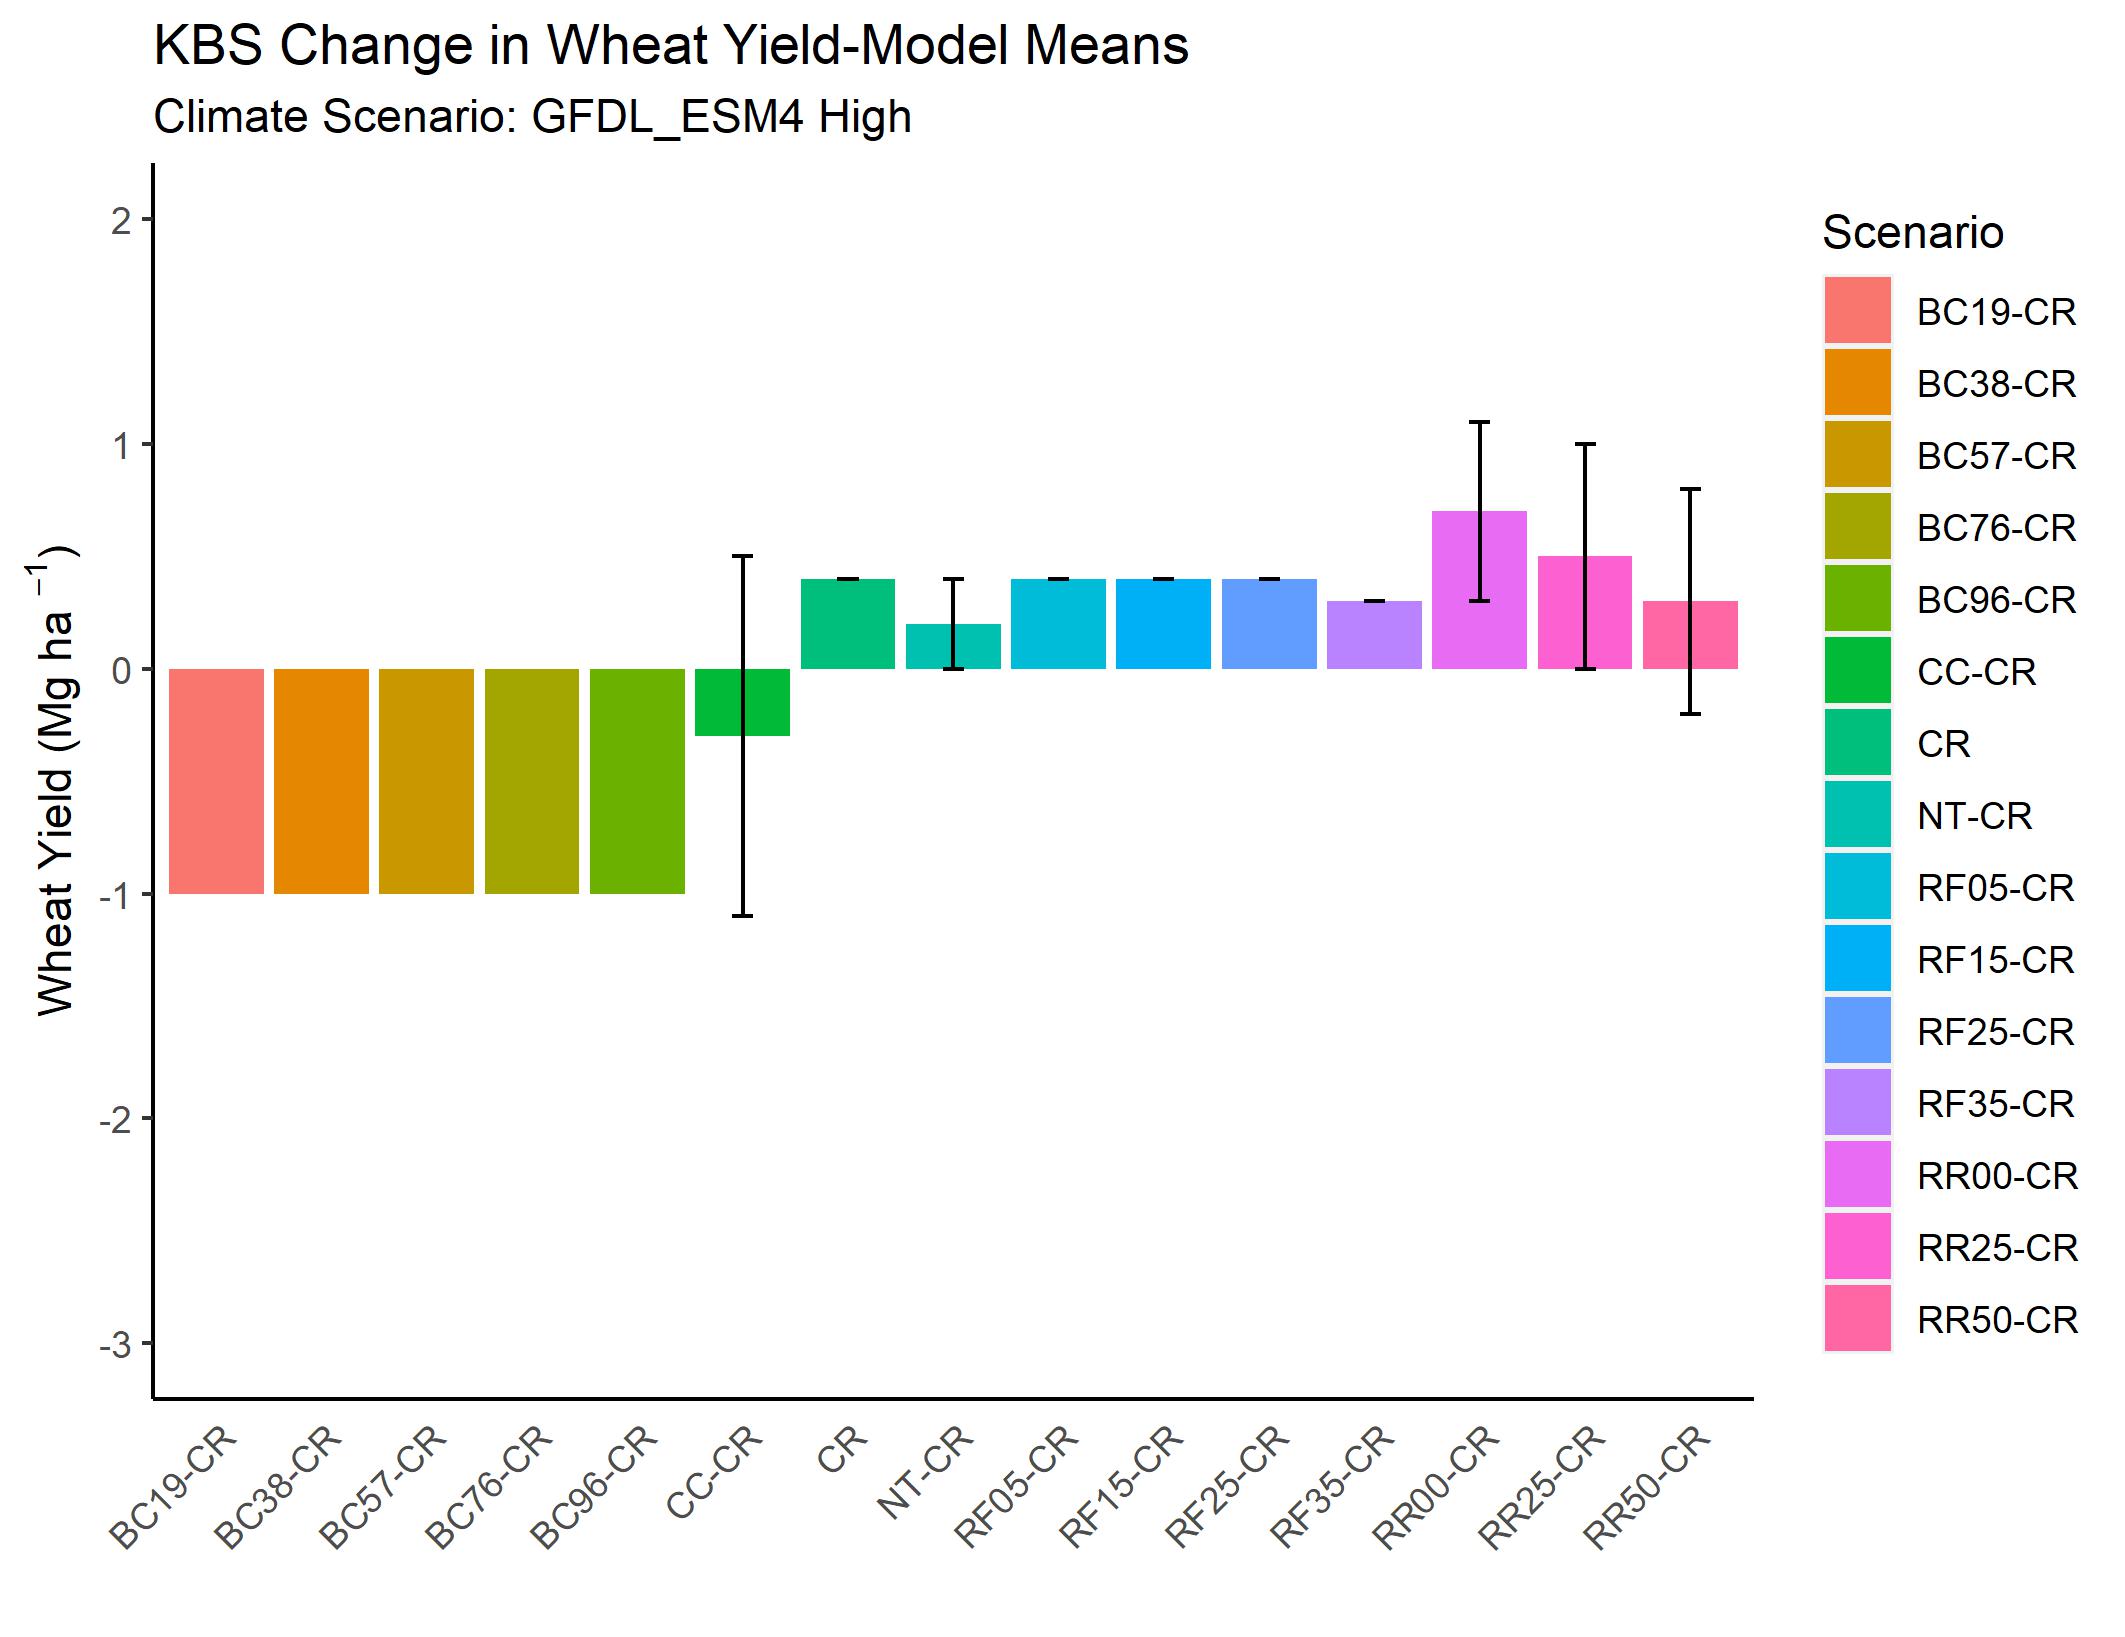 KBS Change in Wheat Yield-Model Means
Climate Scenario: GFDL_ESM4 High
Wheat Yield (Mg ha ⁻¹)
2
1
0
-1
-2
-3
BC19-CR
BC38-CR
BC57-CR
BC76-CR
BC96-CR
CC-CR
CR
NT-CR
RF05-CR
RF15-CR
RF25-CR
RF35-CR
RR00-CR
RR25-CR
RR50-CR
Scenario
BC19-CR
BC38-CR
BC57-CR
BC76-CR
BC96-CR
CC-CR
CR
NT-CR
RF05-CR
RF15-CR
RF25-CR
RF35-CR
RR00-CR
RR25-CR
RR50-CR